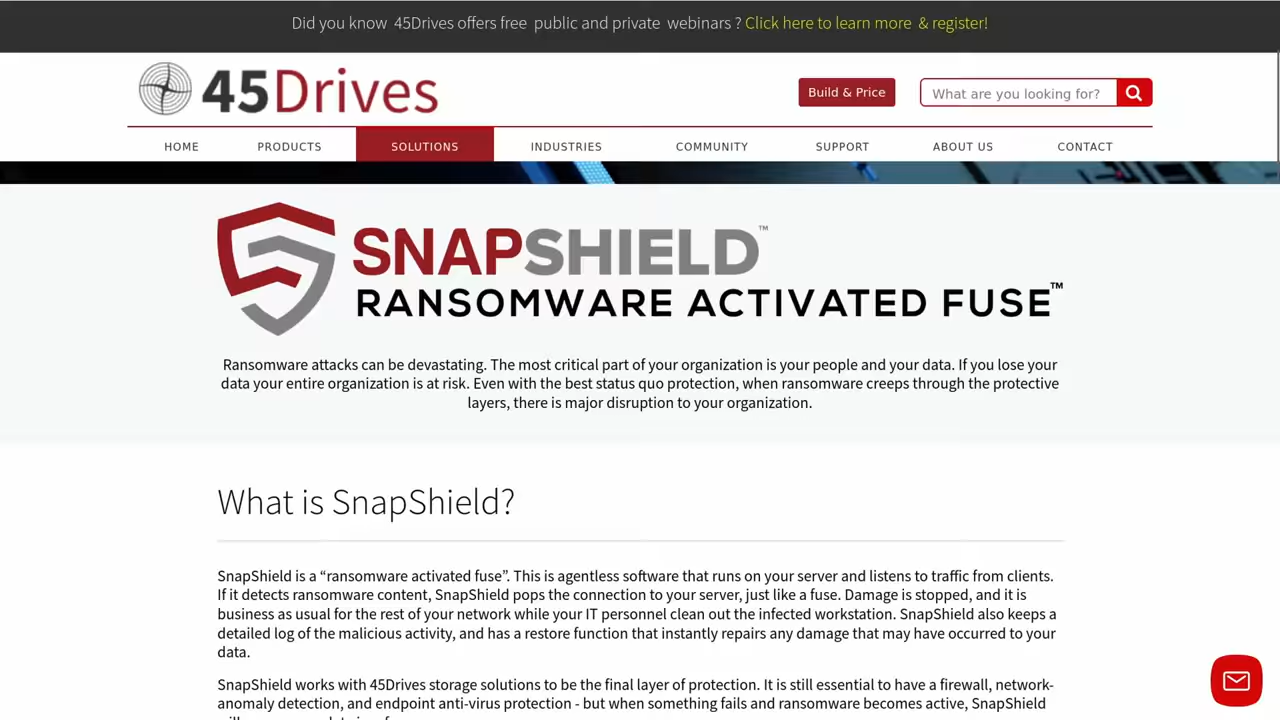 Did you know 45Drives offers free public and private webinars ? Click here to learn more & register!
45Drives
Build & Price
What are you looking for?
HOME PRODUCTS SOLUTIONS INDUSTRIES COMMUNITY SUPPORT ABOUT US CONTACT
SNAPSHIELD™
RANSOMWARE ACTIVATED FUSE™
Ransomware attacks can be devastating. The most critical part of your organization is your people and your data. If you lose your
data your entire organization is at risk. Even with the best status quo protection, when ransomware creeps through the protective
layers, there is major disruption to your organization.
What is SnapShield?
SnapShield is a “ransomware activated fuse”. This is agentless software that runs on your server and listens to traffic from clients.
If it detects ransomware content, SnapShield pops the connection to your server, just like a fuse. Damage is stopped, and it is
business as usual for the rest of your network while your IT personnel clean out the infected workstation. SnapShield also keeps a
detailed log of the malicious activity, and has a restore function that instantly repairs any damage that may have occurred to your
data.
SnapShield works with 45Drives storage solutions to be the final layer of protection. It is still essential to have a firewall, network-
anomaly detection, and endpoint anti-virus protection - but when something fails and ransomware becomes active, SnapShield